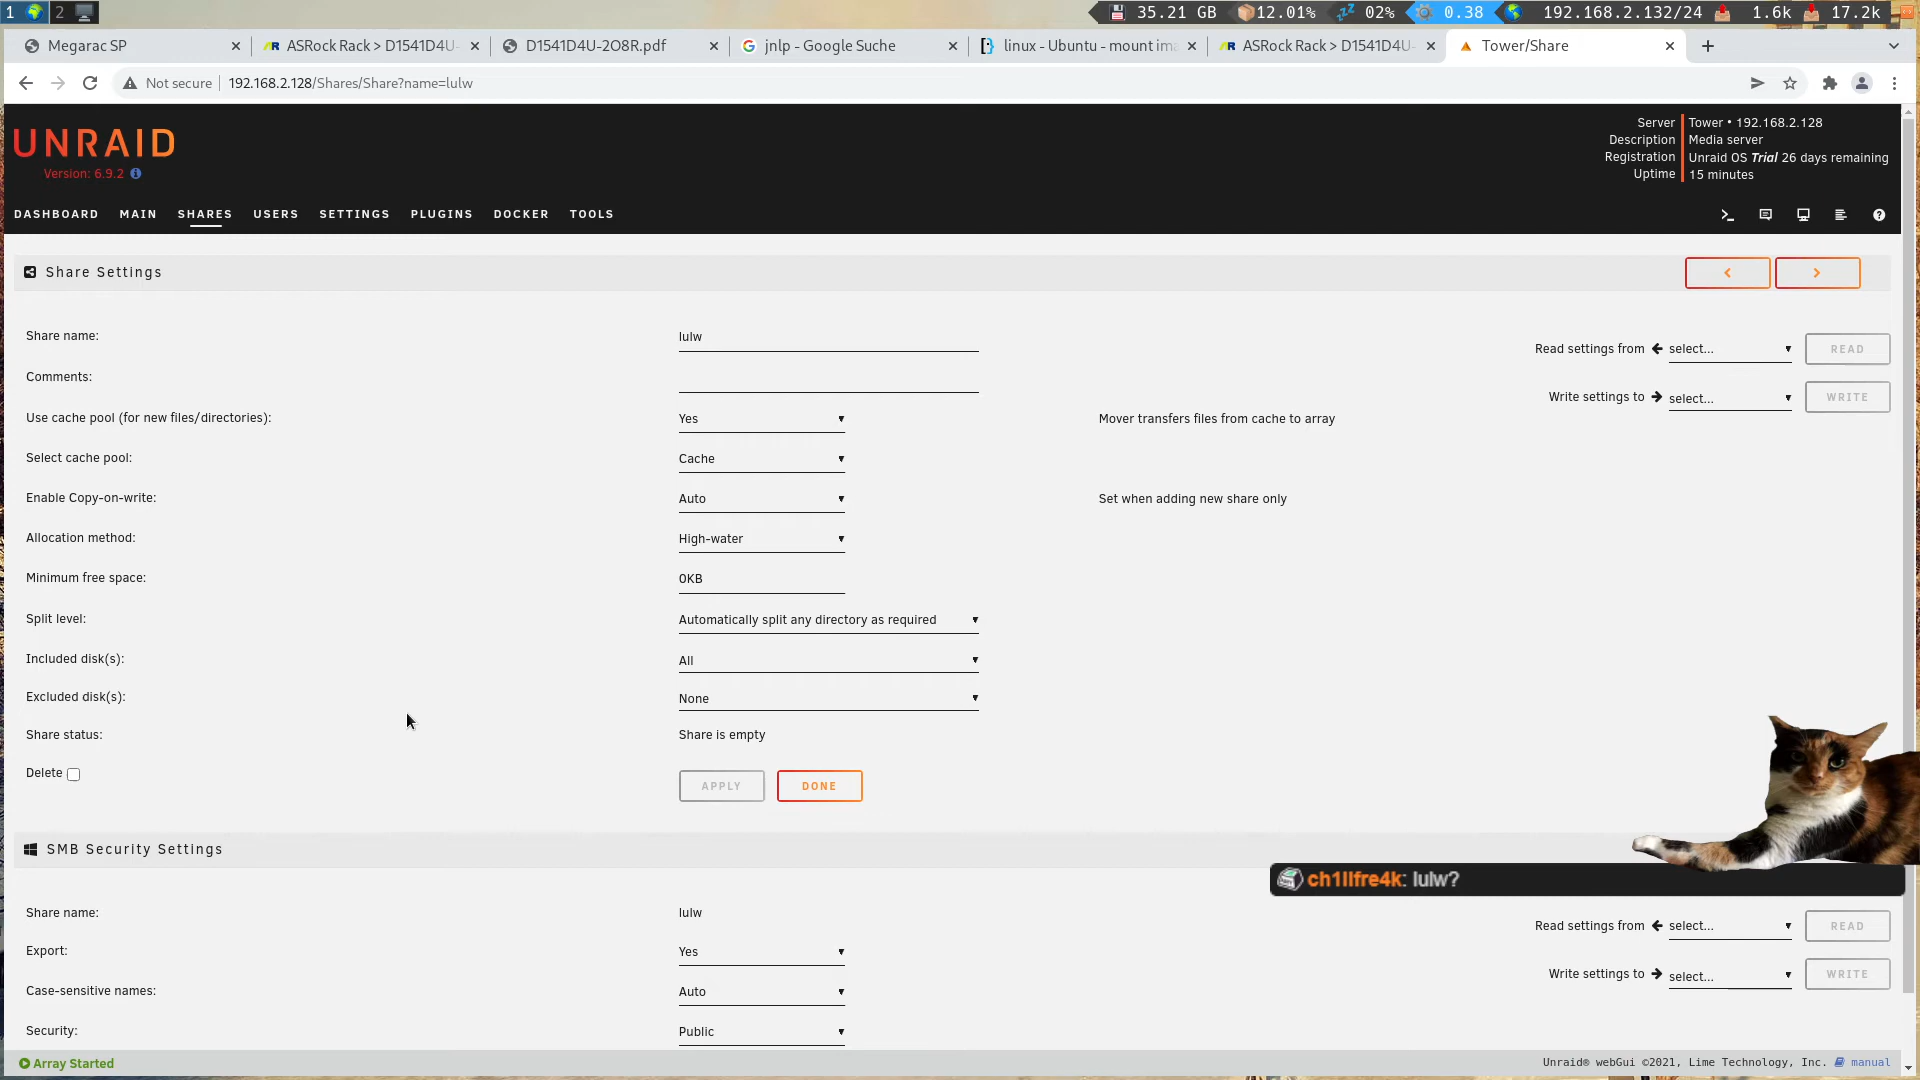 1 2 35.21 GB 12.01% 02% 0.38 192.168.2.132/24 1.6k 17.2k
Megarac SP ASRock Rack > D1541D4U- D1541D4U-2O8R.pdf jnlp - Google Suche linux - Ubuntu - mount ima ASRock Rack > D1541D4U- Tower/Share
Not secure 192.168.2.128/Shares/Share?name=lulw
UNRAID
Version: 6.9.2
Server Tower • 192.168.2.128
Description Media server
Registration Unraid OS Trial 26 days remaining
Uptime 15 minutes
DASHBOARD MAIN SHARES USERS SETTINGS PLUGINS DOCKER TOOLS
Share Settings
Share name: lulw
Read settings from select... READ
Comments:
Write settings to select... WRITE
Use cache pool (for new files/directories): Yes Mover transfers files from cache to array
Select cache pool: Cache
Enable Copy-on-write: Auto Set when adding new share only
Allocation method: High-water
Minimum free space: 0KB
Split level: Automatically split any directory as required
Included disk(s): All
Excluded disk(s): None
Share status: Share is empty
Delete APPLY DONE
SMB Security Settings
ch1llfre4k: lulw?
Share name: lulw
Read settings from select... READ
Export: Yes
Write settings to select... WRITE
Case-sensitive names: Auto
Security: Public
Array Started Unraid® webGui ©2021, Lime Technology, Inc. manual